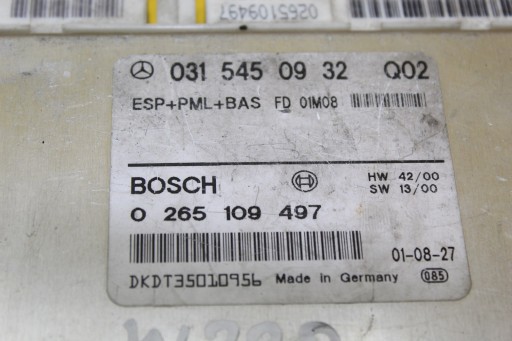 0265109497
031 545 09 32 Q02
ESP+PML+BAS FD 01M08
BOSCH
HW 42/00
SW 13/00
0 265 109 497
01-08-27
DKDT35010956 Made in Germany 085